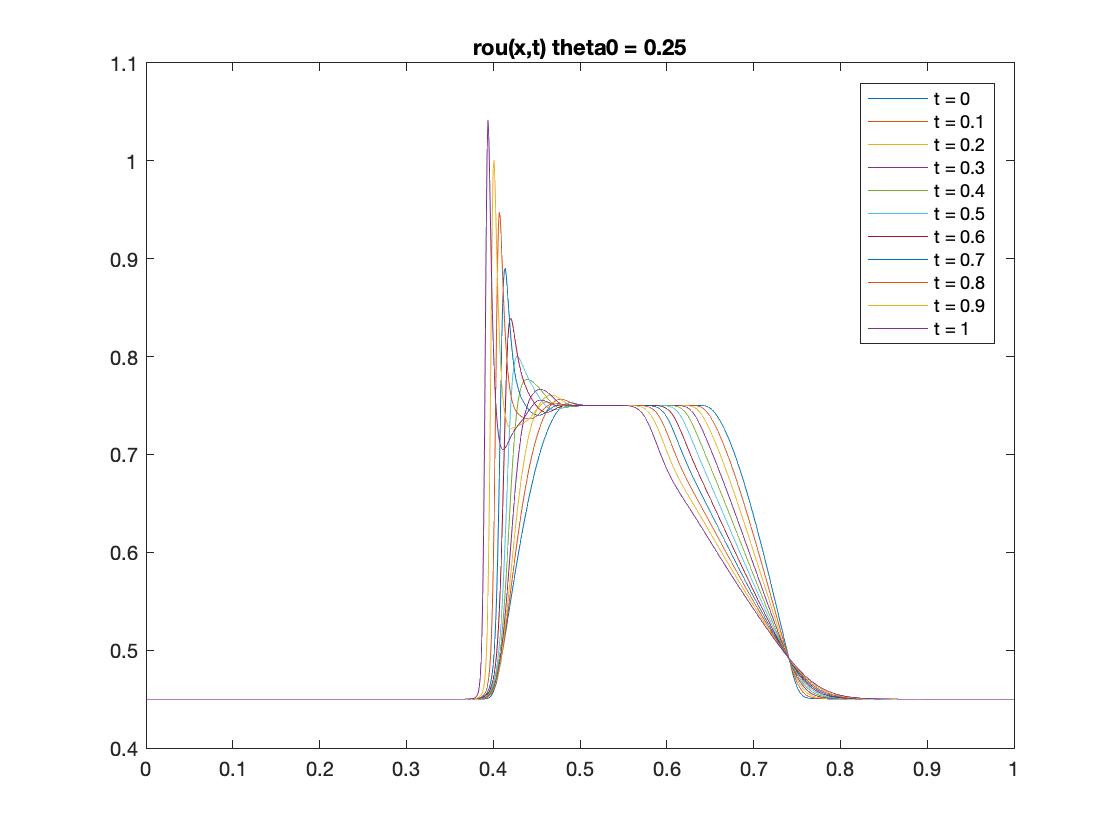 rou(x,t) theta0 = 0.25
1.1
1
0.9
0.8
0.7
0.6
0.5
0.4
t = 0
t = 0.1
t = 0.2
t = 0.3
t = 0.4
t = 0.5
t = 0.6
t = 0.7
t = 0.8
t = 0.9
t = 1
0 0.1 0.2 0.3 0.4 0.5 0.6 0.7 0.8 0.9 1